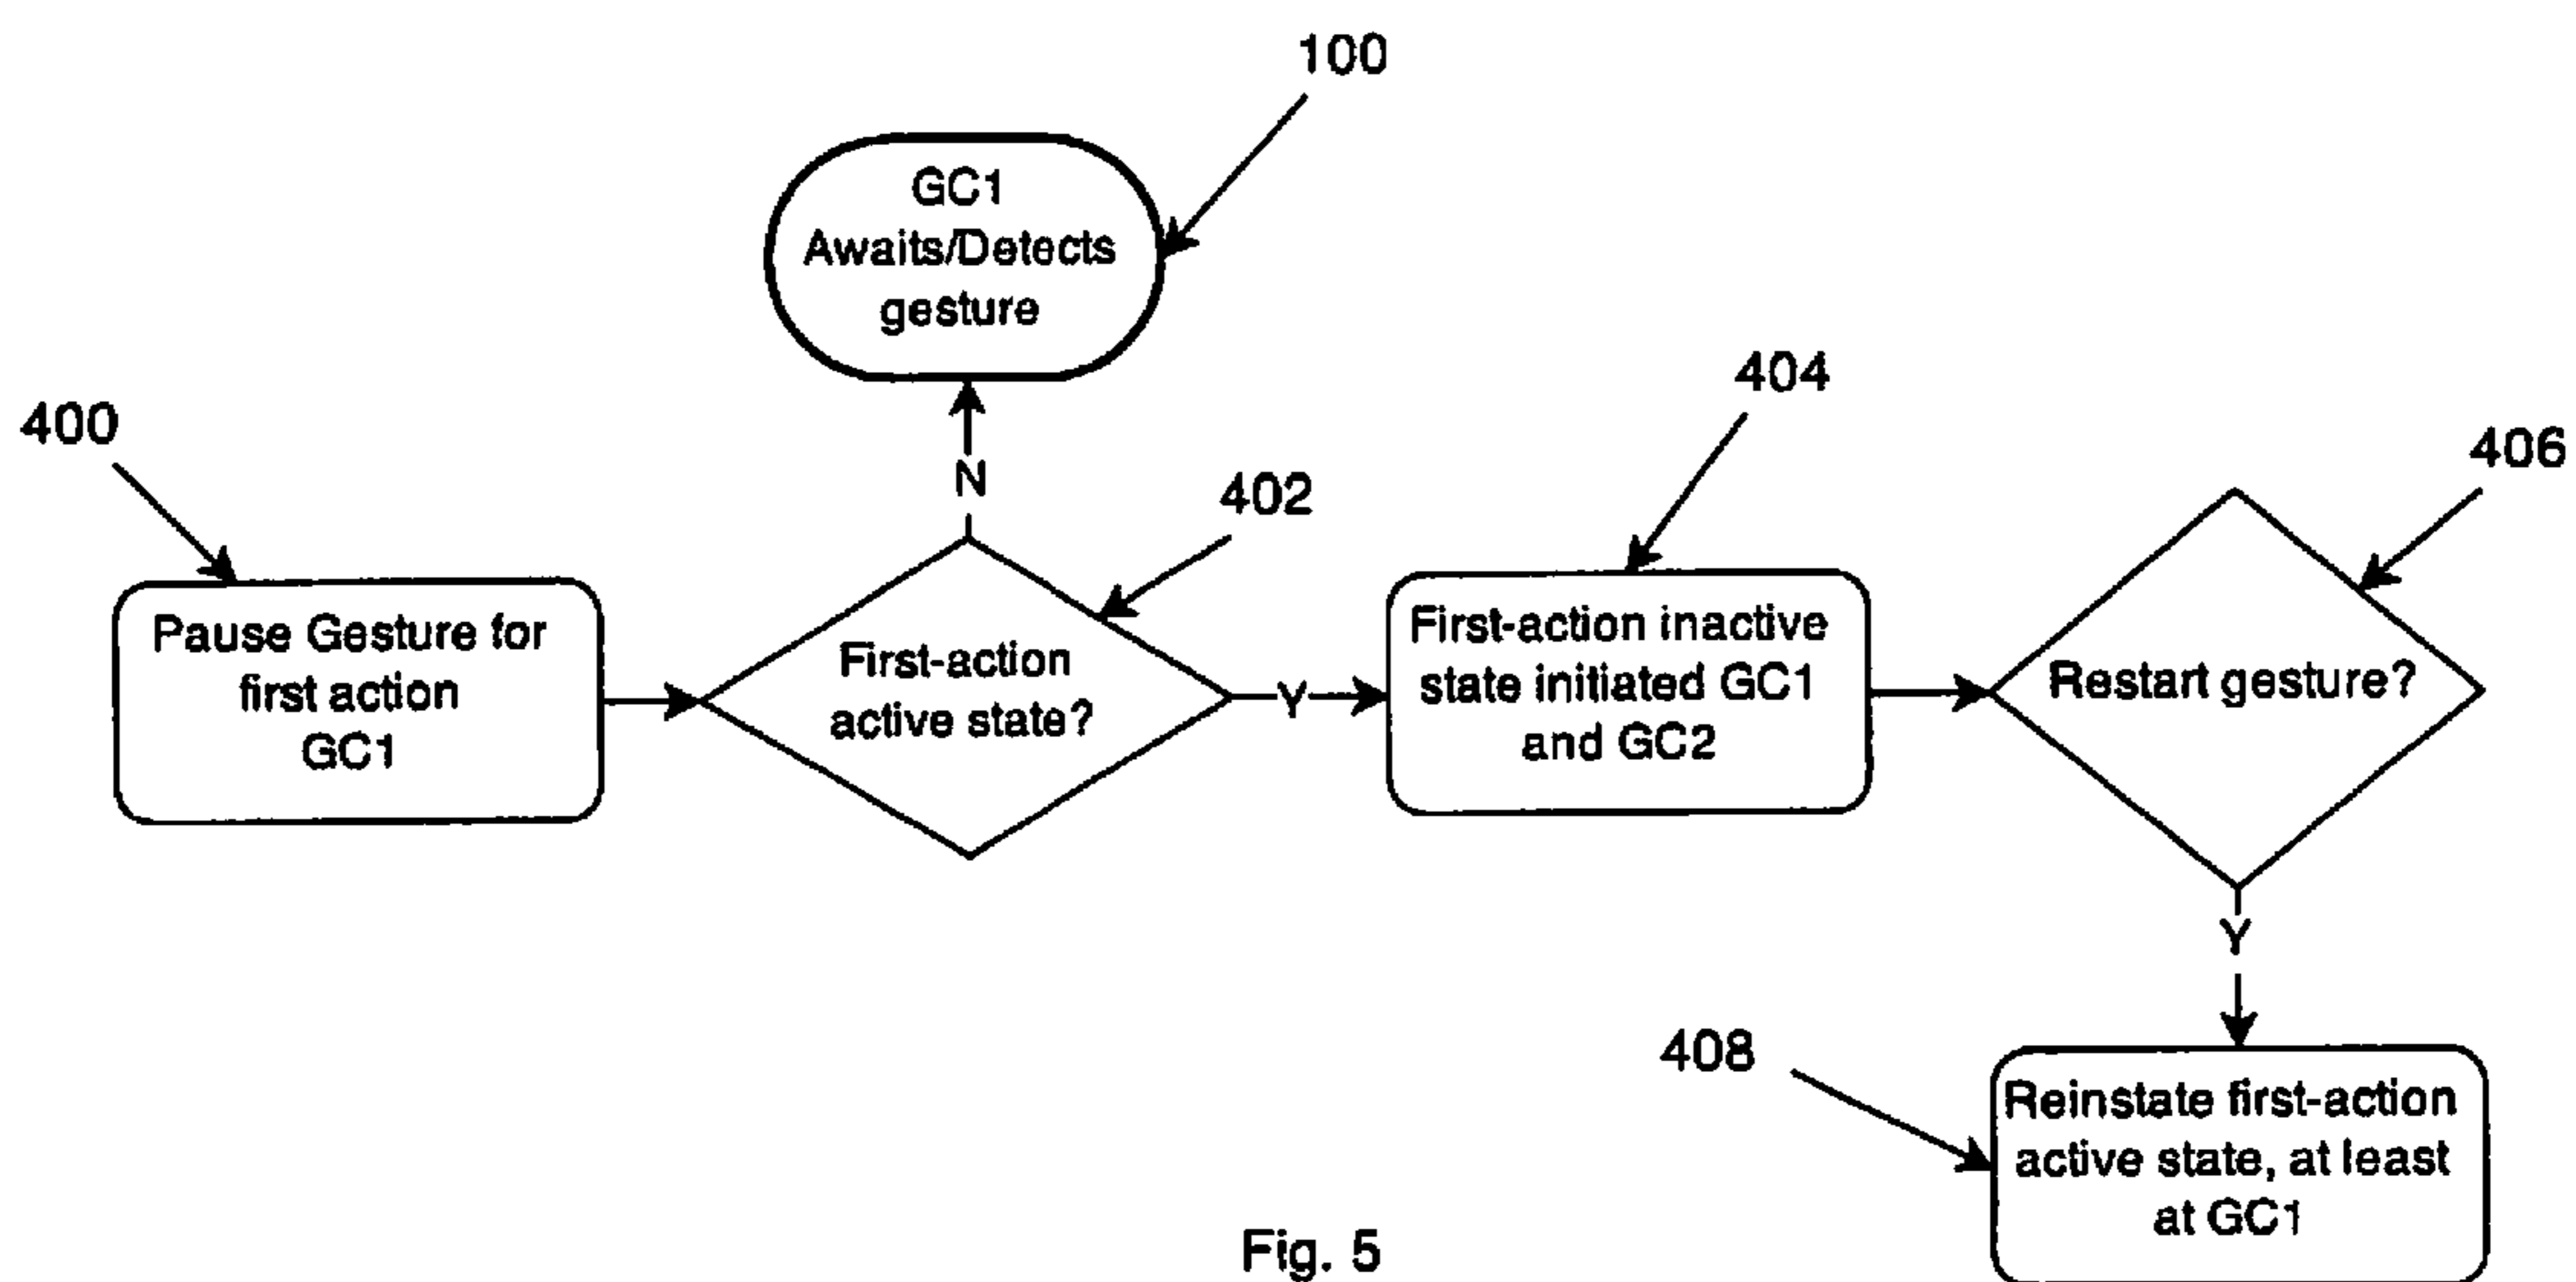 100
GC1
Awaits/Detects
gesture
404
400
406
N
402
Pause Gesture for
first action
GC1
First-action
active state?
Y
First-action inactive
state initiated GC1
and GC2
Restart gesture?
Y
408
Reinstate first-action
active state, at least
at GC1
Fig. 5